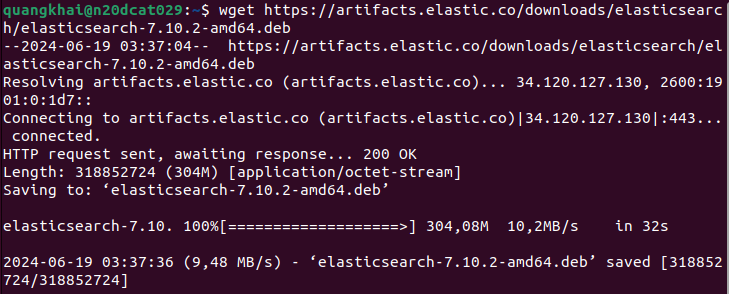 quangkhai@n20dcat029:~$ wget https://artifacts.elastic.co/downloads/elasticsearc
h/elasticsearch-7.10.2-amd64.deb
--2024-06-19 03:37:04--  https://artifacts.elastic.co/downloads/elasticsearch/el
asticsearch-7.10.2-amd64.deb
Resolving artifacts.elastic.co (artifacts.elastic.co)... 34.120.127.130, 2600:19
01:0:1d7::
Connecting to artifacts.elastic.co (artifacts.elastic.co)|34.120.127.130|:443...
 connected.
HTTP request sent, awaiting response... 200 OK
Length: 318852724 (304M) [application/octet-stream]
Saving to: ‘elasticsearch-7.10.2-amd64.deb’
elasticsearch-7.10. 100%[===================>] 304,08M  10,2MB/s    in 32s
2024-06-19 03:37:36 (9,48 MB/s) - ‘elasticsearch-7.10.2-amd64.deb’ saved [318852
724/318852724]